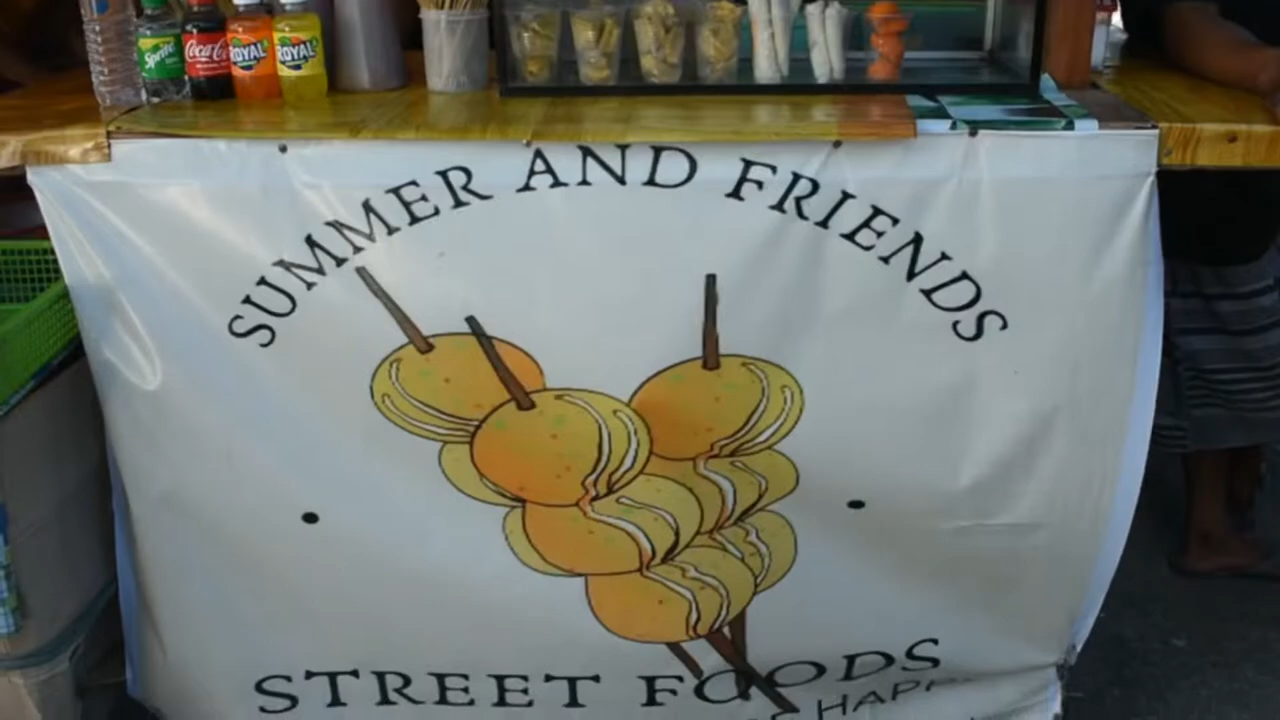 Sprite
Coca-Cola
ROYAL
ROYAL
SUMMER AND FRIENDS
STREET FOODS